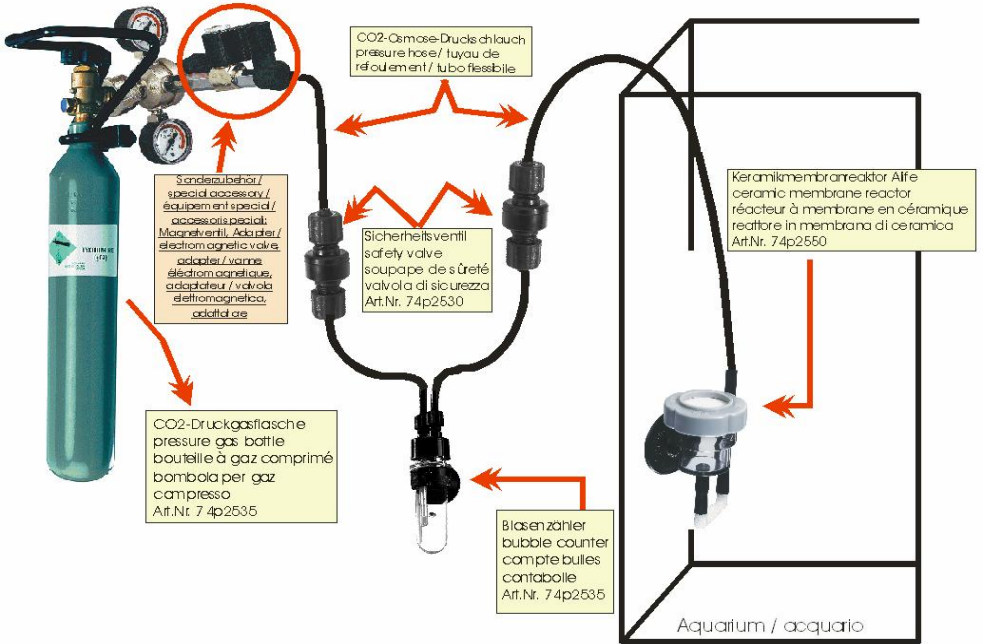 CO2-Osmose-Druckschlauch
pressure hose / tuyau de
refoulement / tubo flessibile
Sonderzubehör /
special accessory /
équipement special /
accessori speciali:
Magnetventil, Adapter /
electromagnetic valve,
adapter / vanne
éléctromagnetique,
adaptateur / valvola
elettromagnetica,
adattatore
Sicherheitsventil
safety valve
soupape de sûreté
valvola di sicurezza
Art.Nr. 74p2530
Keramikmembranreaktor Alife
ceramic membrane reactor
réacteur à membrane en céramique
reattore in membrana di ceramica
Art.Nr. 74p2550
CO2-Druckgasflasche
pressure gas bottle
bouteille à gaz comprimé
bombola per gaz
campresso
Art.Nr. 74p2535
Blasenzähler
bubble counter
compte bulles
contabolle
Art.Nr. 74p2535
Aquarium / acquario